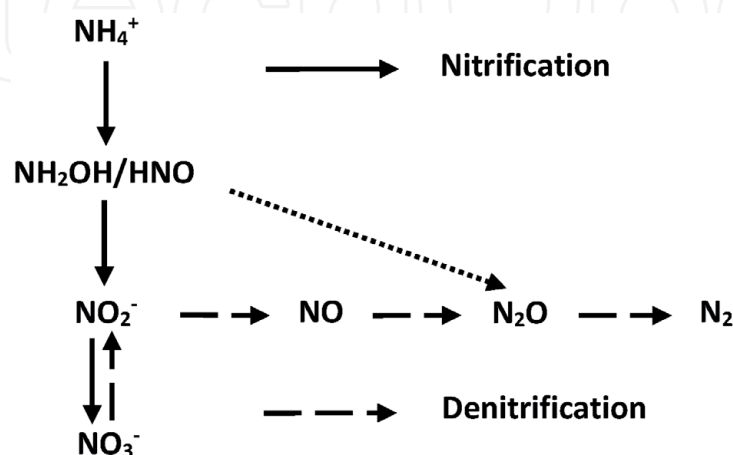 NH₄⁺
Nitrification
NH₂OH/HNO
NO₂⁻ NO N₂O N₂
Denitrification
NO₃⁻